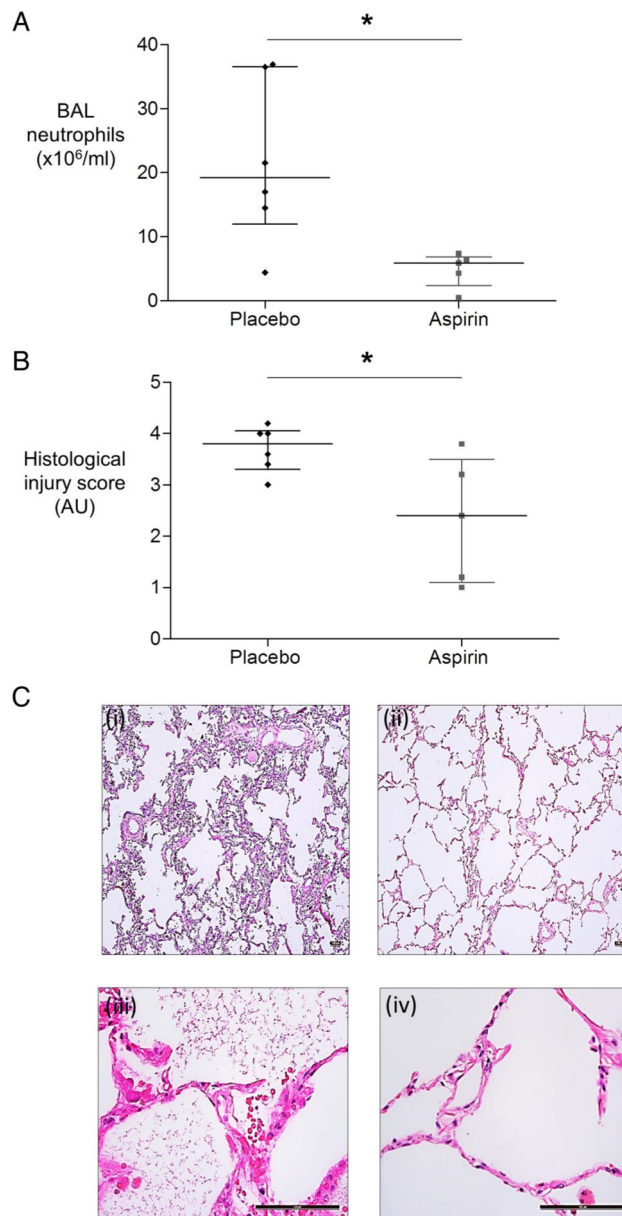 A
*
40
BAL
neutrophils
(x10⁶/ml)
30
20
10
0
Placebo
Aspirin
B
*
5
4
Histological
injury score
(AU)
3
2
1
0
Placebo
Aspirin
C
(i)
(ii)
(iii)
(iv)